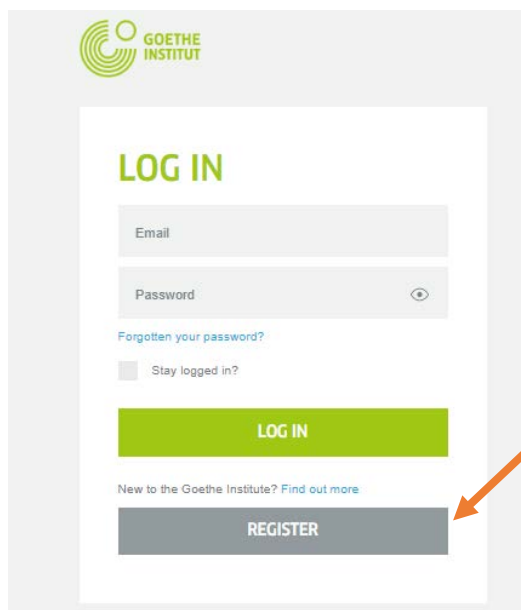 GOETHE
INSTITUT
LOG IN
Email
Password
Forgotten your password?
Stay logged in?
LOG IN
New to the Goethe Institute? Find out more
REGISTER